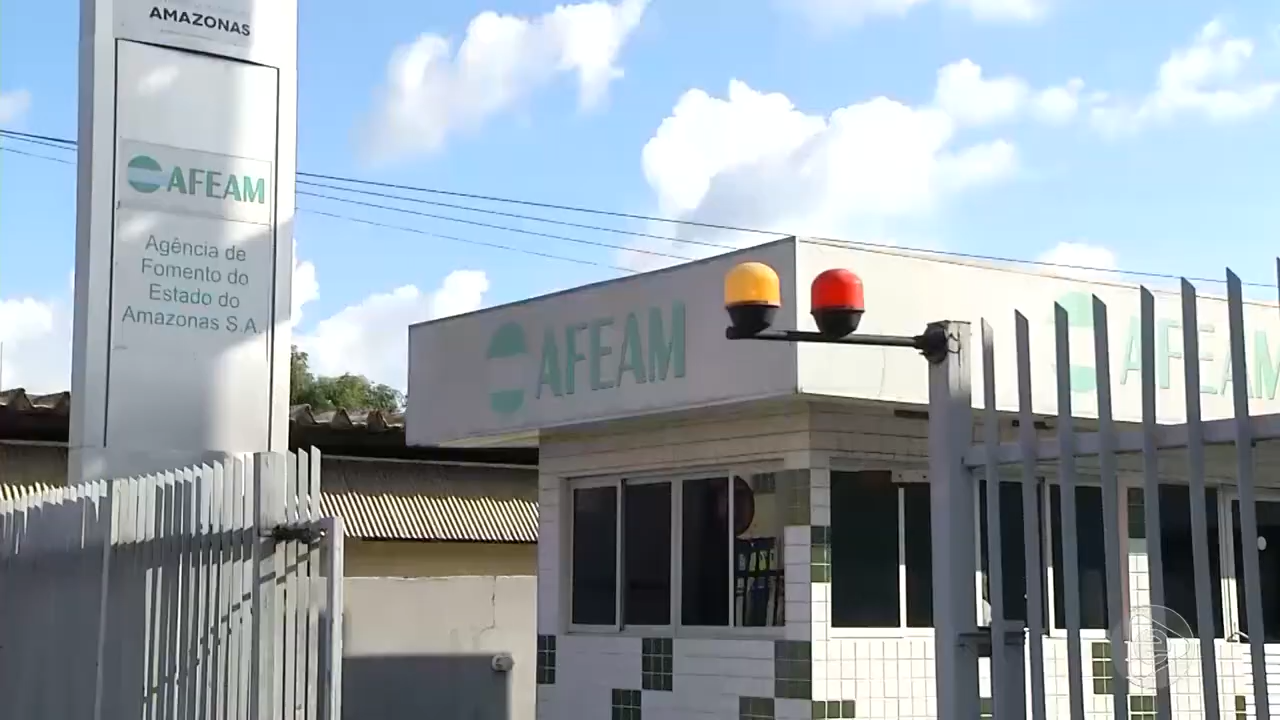 AMAZONAS
AFEAM
Agência de
Fomento do
Estado do
Amazonas S.A.
AFEAM
AFEAM